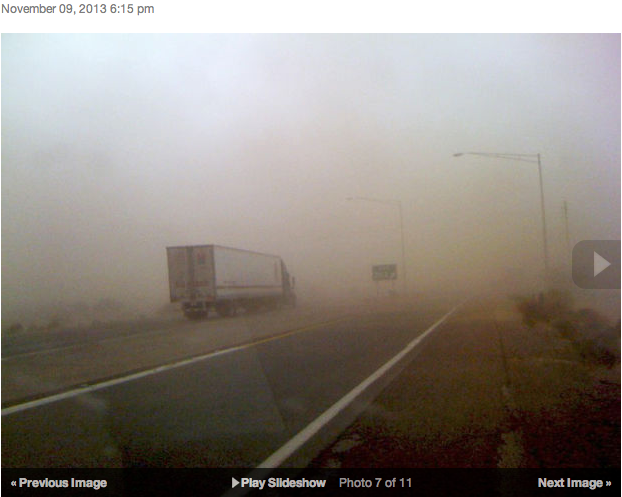 November 09, 2013 6:15 pm
« Previous Image
Play Slideshow
Photo 7 of 11
Next Image »